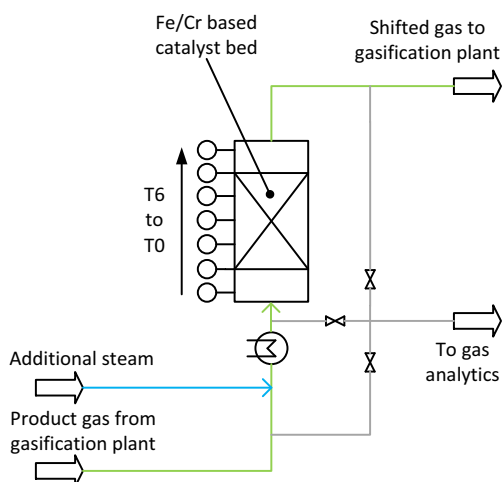 Fe/Cr based
catalyst bed
Shifted gas to
gasification plant
T6
to
T0
To gas
analytics
Additional steam
Product gas from
gasification plant